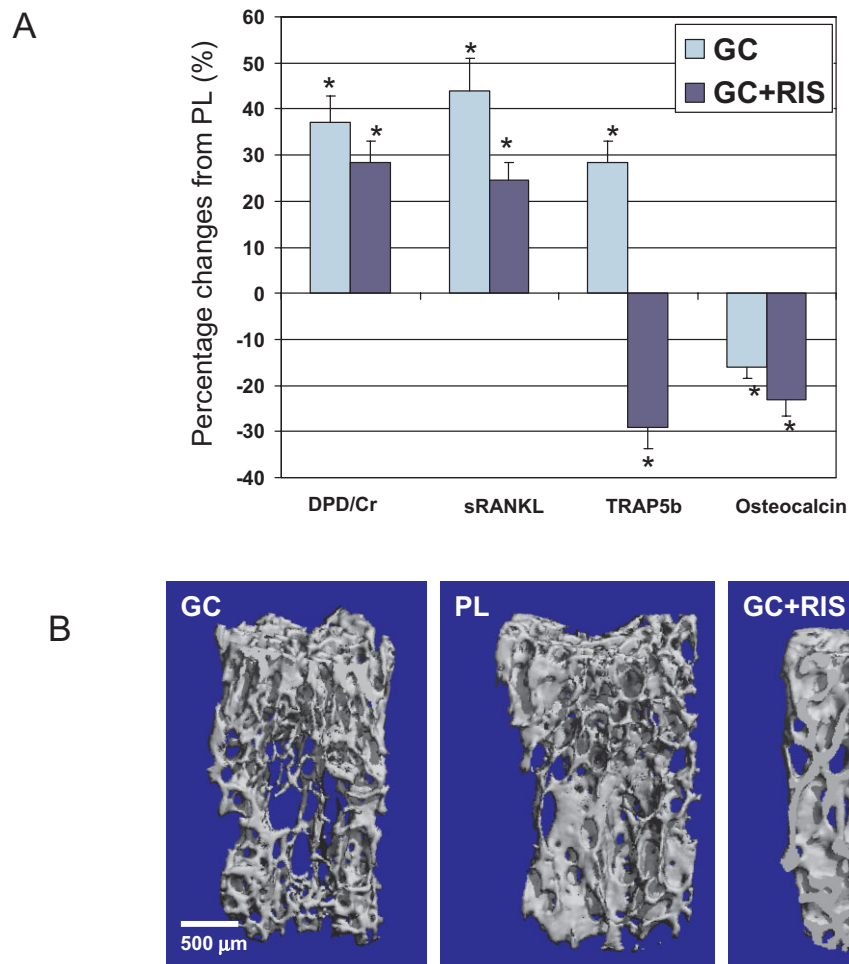 A
Percentage changes from PL (%)
60
50
40
30
20
10
0
-10
-20
-30
-40
GC
GC+RIS
*
*
*
*
*
*
*
*
DPD/Cr
sRANKL
TRAP5b
Osteocalcin
B
GC
PL
GC+RIS
500 µm